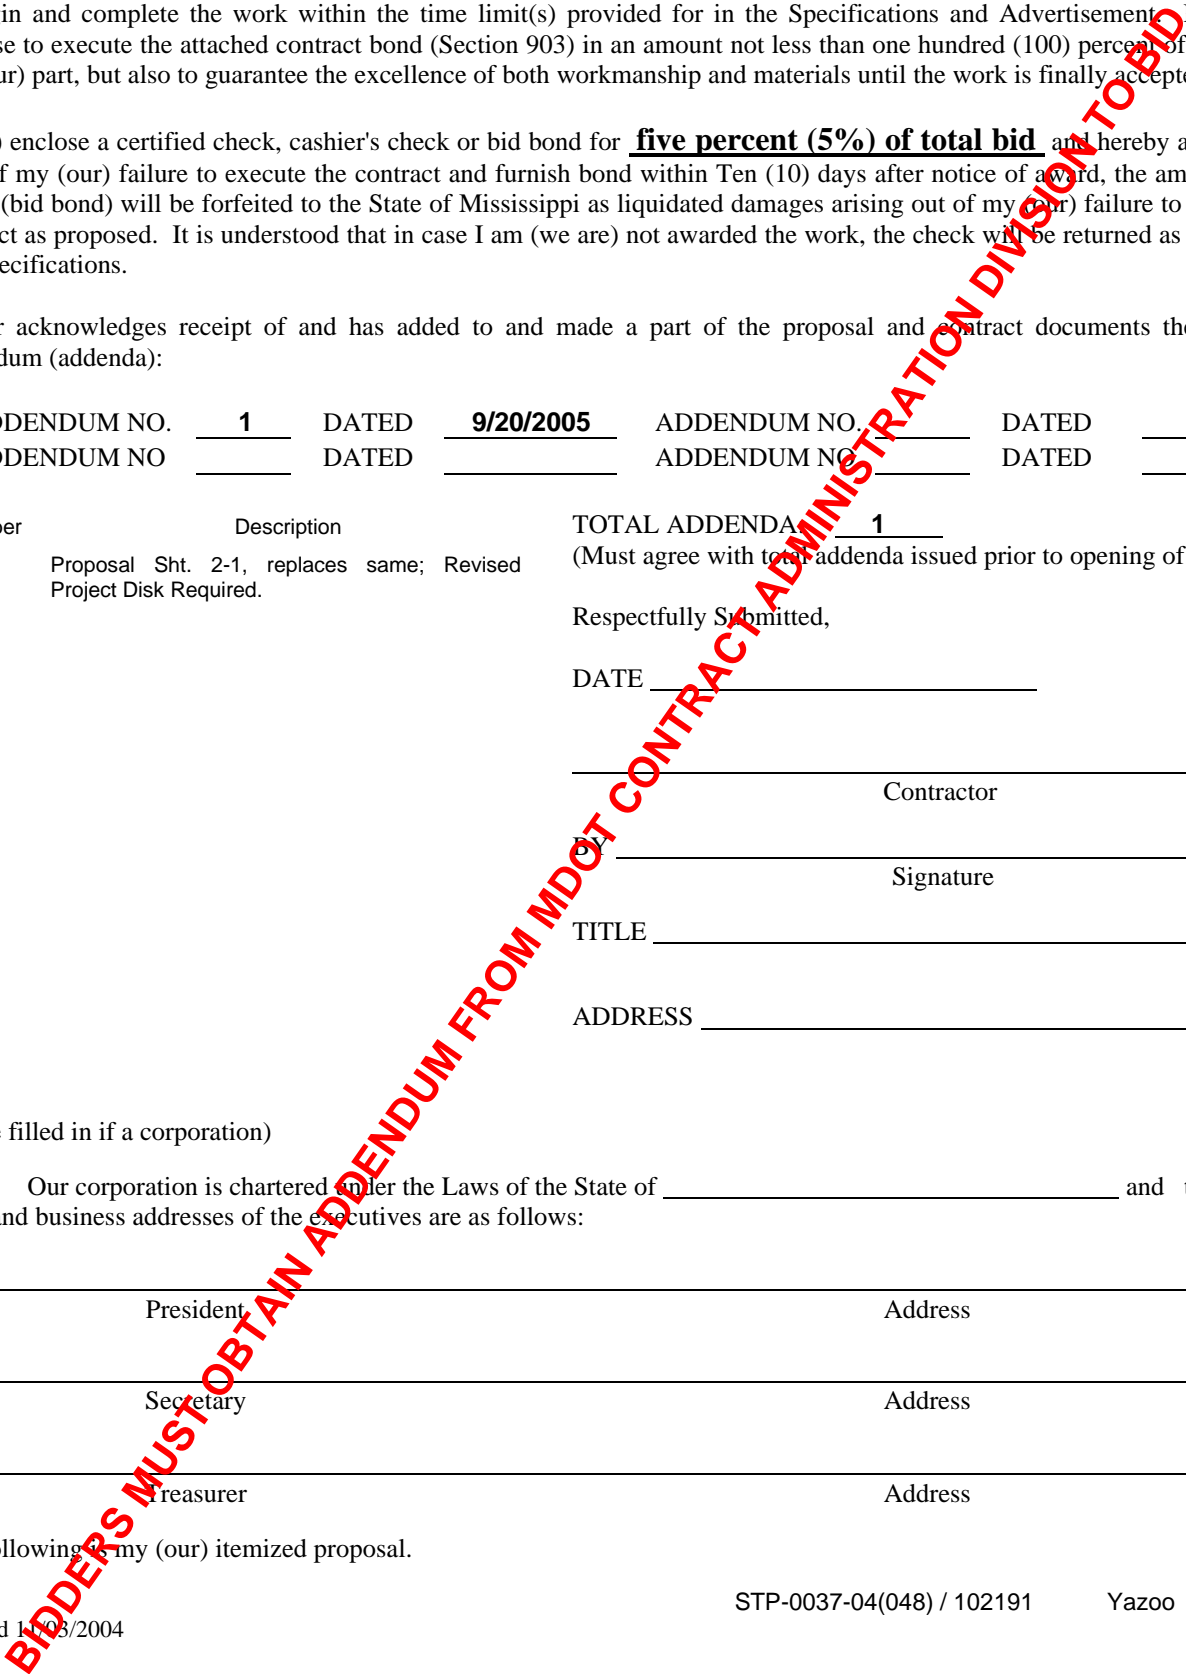 in and complete the work within the time limit(s) provided for in the Specifications and Advertisement.
se to execute the attached contract bond (Section 903) in an amount not less than one hundred (100) percent of
ur) part, but also to guarantee the excellence of both workmanship and materials until the work is finally accepte
) enclose a certified check, cashier's check or bid bond for five percent (5%) of total bid and hereby a
f my (our) failure to execute the contract and furnish bond within Ten (10) days after notice of award, the am
(bid bond) will be forfeited to the State of Mississippi as liquidated damages arising out of my (our) failure to
ct as proposed. It is understood that in case I am (we are) not awarded the work, the check will be returned as
ecifications.
r acknowledges receipt of and has added to and made a part of the proposal and contract documents the
dum (addenda):
DDENDUM NO. 1 DATED 9/20/2005 ADDENDUM NO. DATED
DDENDUM NO DATED ADDENDUM NO DATED
ber Description
TOTAL ADDENDA: 1
(Must agree with total addenda issued prior to opening of
Proposal Sht. 2-1, replaces same; Revised
Project Disk Required.
Respectfully Submitted,
DATE
Contractor
BY
Signature
TITLE
ADDRESS
filled in if a corporation)
Our corporation is chartered under the Laws of the State of and t
and business addresses of the executives are as follows:
President Address
Secretary Address
Treasurer Address
ollowing is my (our) itemized proposal.
STP-0037-04(048) / 102191 Yazoo
d 11/03/2004
BIDDERS MUST OBTAIN ADDENDUM FROM MDOT CONTRACT ADMINISTRATION DIVISION TO BID